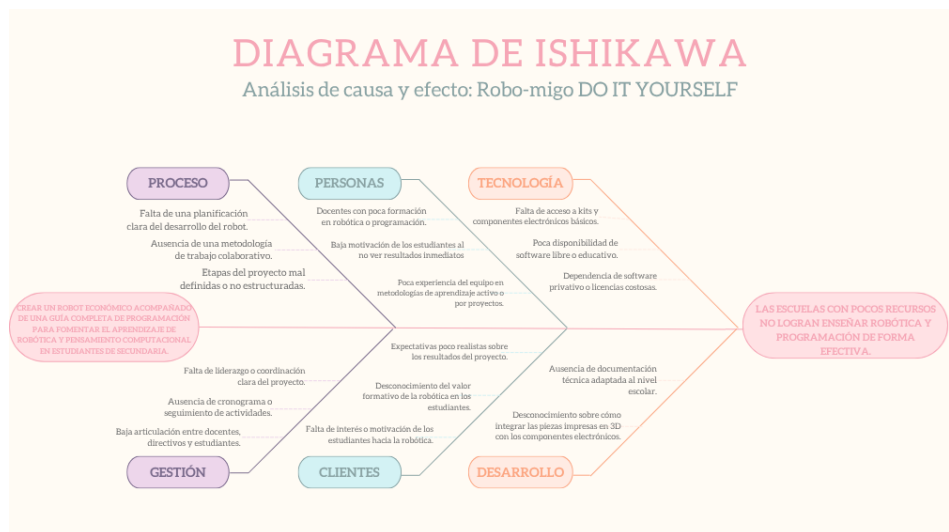 DIAGRAMA DE ISHIKAWA
Análisis de causa y efecto: Robo-migo DO IT YOURSELF
PROCESO
Falta de una planificación
clara del desarrollo del robot.
Ausencia de una metodología
de trabajo colaborativo.
Etapas del proyecto mal
definidas o no estructuradas.
PERSONAS
Docentes con poca formación
en robótica o programación.
Baja motivación de los estudiantes al
no ver resultados inmediatos
Poca experiencia del equipo en
metodologías de aprendizaje activo o
por proyectos.
TECNOLOGÍA
Falta de acceso a kits y
componentes electrónicos básicos.
Poca disponibilidad de
software libre o educativo.
Dependencia de software
privativo o licencias costosas.
CREAR UN ROBOT ECONÓMICO ACOMPAÑADO
DE UNA GUÍA COMPLETA DE PROGRAMACIÓN
PARA FOMENTAR EL APRENDIZAJE DE
ROBÓTICA Y PENSAMIENTO COMPUTACIONAL
EN ESTUDIANTES DE SECUNDARIA.
LAS ESCUELAS CON POCOS RECURSOS
NO LOGRAN ENSEÑAR ROBÓTICA Y
PROGRAMACIÓN DE FORMA
EFECTIVA.
Falta de liderazgo o coordinación
clara del proyecto.
Ausencia de cronograma o
seguimiento de actividades.
Baja articulación entre docentes,
directivos y estudiantes.
GESTIÓN
Expectativas poco realistas sobre
los resultados del proyecto.
Desconocimiento del valor
formativo de la robótica en los
estudiantes.
Falta de interés o motivación de los
estudiantes hacia la robótica.
CLIENTES
Ausencia de documentación
técnica adaptada al nivel
escolar.
Desconocimiento sobre cómo
integrar las piezas impresas en 3D
con los componentes electrónicos.
DESARROLLO